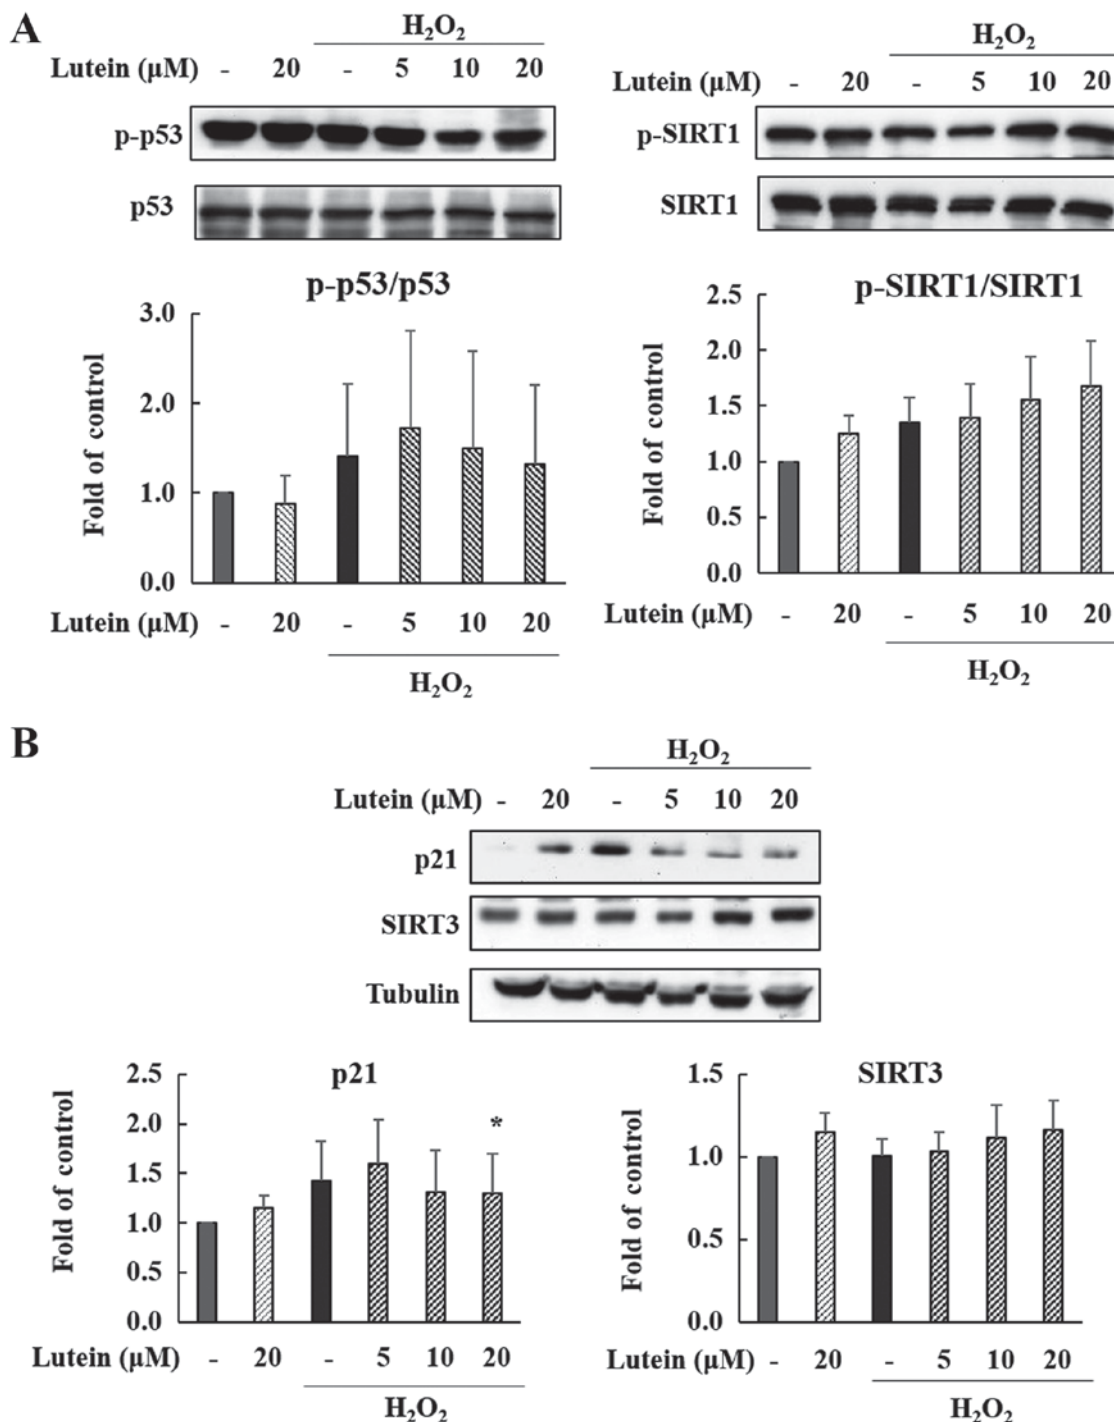 A
H₂O₂
Lutein (μM) - 20 - 5 10 20
p-p53
p53
p-p53/p53
Fold of control
3.0
2.0
1.0
0.0
Lutein (μM) - 20 - 5 10 20
H₂O₂
H₂O₂
Lutein (μM) - 20 - 5 10 20
p-SIRT1
SIRT1
p-SIRT1/SIRT1
Fold of control
2.5
2.0
1.5
1.0
0.5
0.0
Lutein (μM) - 20 - 5 10 20
H₂O₂
B
H₂O₂
Lutein (μM) - 20 - 5 10 20
p21
SIRT3
Tubulin
p21
Fold of control
2.5
2.0
1.5
1.0
0.5
0.0
*
Lutein (μM) - 20 - 5 10 20
H₂O₂
SIRT3
Fold of control
1.5
1.0
0.5
0.0
Lutein (μM) - 20 - 5 10 20
H₂O₂